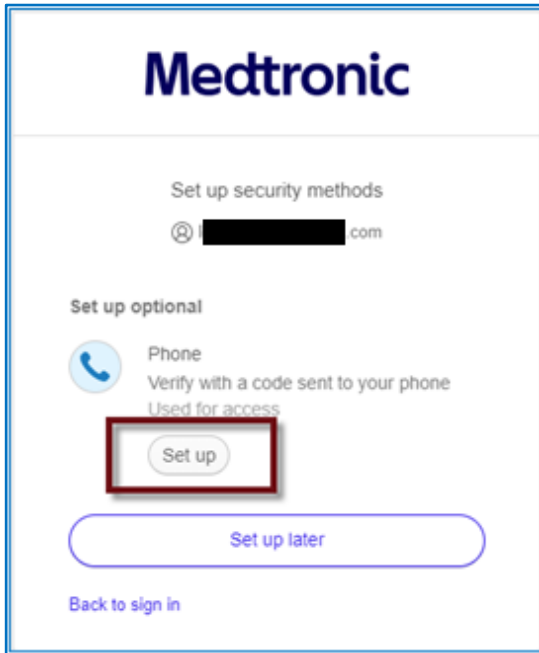 Medtronic
Set up security methods
.com
Set up optional
Phone
Verify with a code sent to your phone
Used for access
Set up
Set up later
Back to sign in